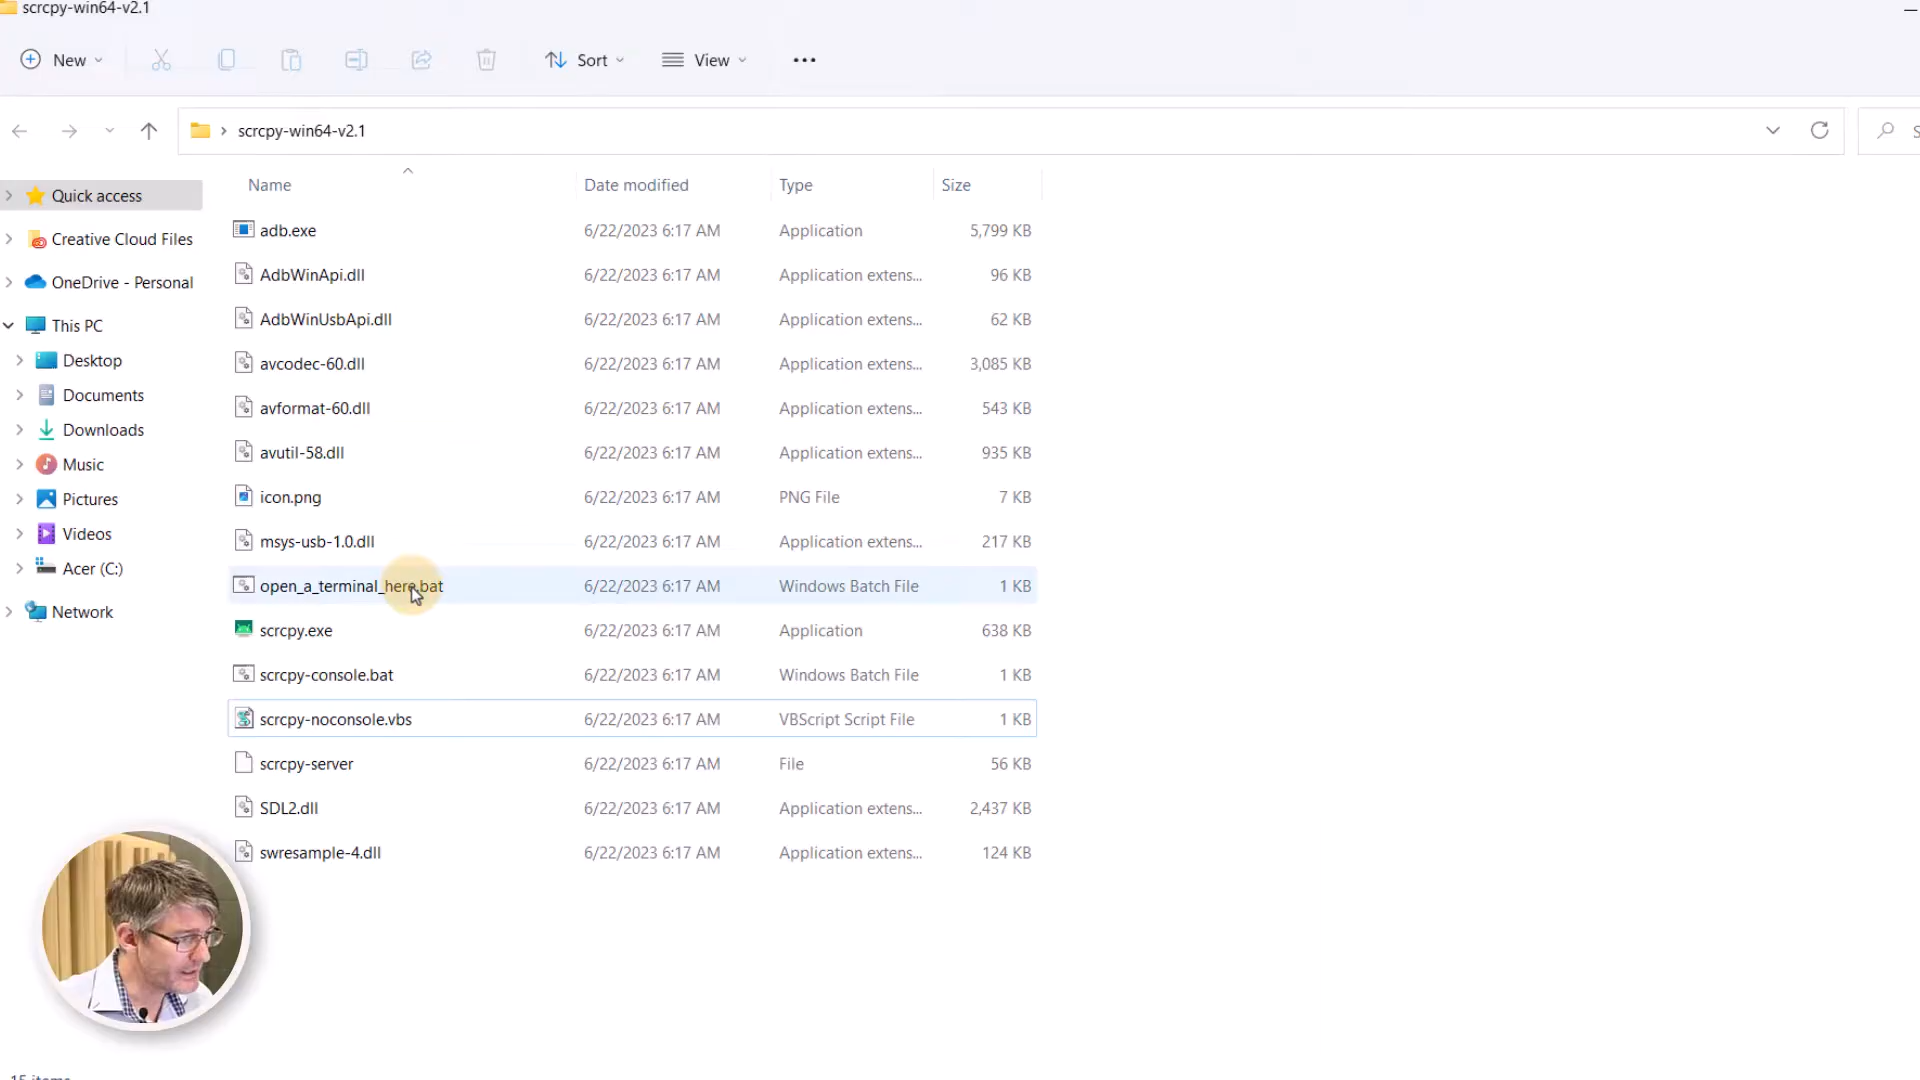 scrcpy-win64-v2.1
New Sort View
scrcpy-win64-v2.1
Name Date modified Type Size
Quick access
Creative Cloud Files
OneDrive - Personal
This PC
Desktop
Documents
Downloads
Music
Pictures
Videos
Acer (C:)
Network
adb.exe 6/22/2023 6:17 AM Application 5,799 KB
AdbWinApi.dll 6/22/2023 6:17 AM Application extens... 96 KB
AdbWinUsbApi.dll 6/22/2023 6:17 AM Application extens... 62 KB
avcodec-60.dll 6/22/2023 6:17 AM Application extens... 3,085 KB
avformat-60.dll 6/22/2023 6:17 AM Application extens... 543 KB
avutil-58.dll 6/22/2023 6:17 AM Application extens... 935 KB
icon.png 6/22/2023 6:17 AM PNG File 7 KB
msys-usb-1.0.dll 6/22/2023 6:17 AM Application extens... 217 KB
open_a_terminal_here.bat 6/22/2023 6:17 AM Windows Batch File 1 KB
scrcpy.exe 6/22/2023 6:17 AM Application 638 KB
scrcpy-console.bat 6/22/2023 6:17 AM Windows Batch File 1 KB
scrcpy-noconsole.vbs 6/22/2023 6:17 AM VBScript Script File 1 KB
scrcpy-server 6/22/2023 6:17 AM File 56 KB
SDL2.dll 6/22/2023 6:17 AM Application extens... 2,437 KB
swresample-4.dll 6/22/2023 6:17 AM Application extens... 124 KB
15 items